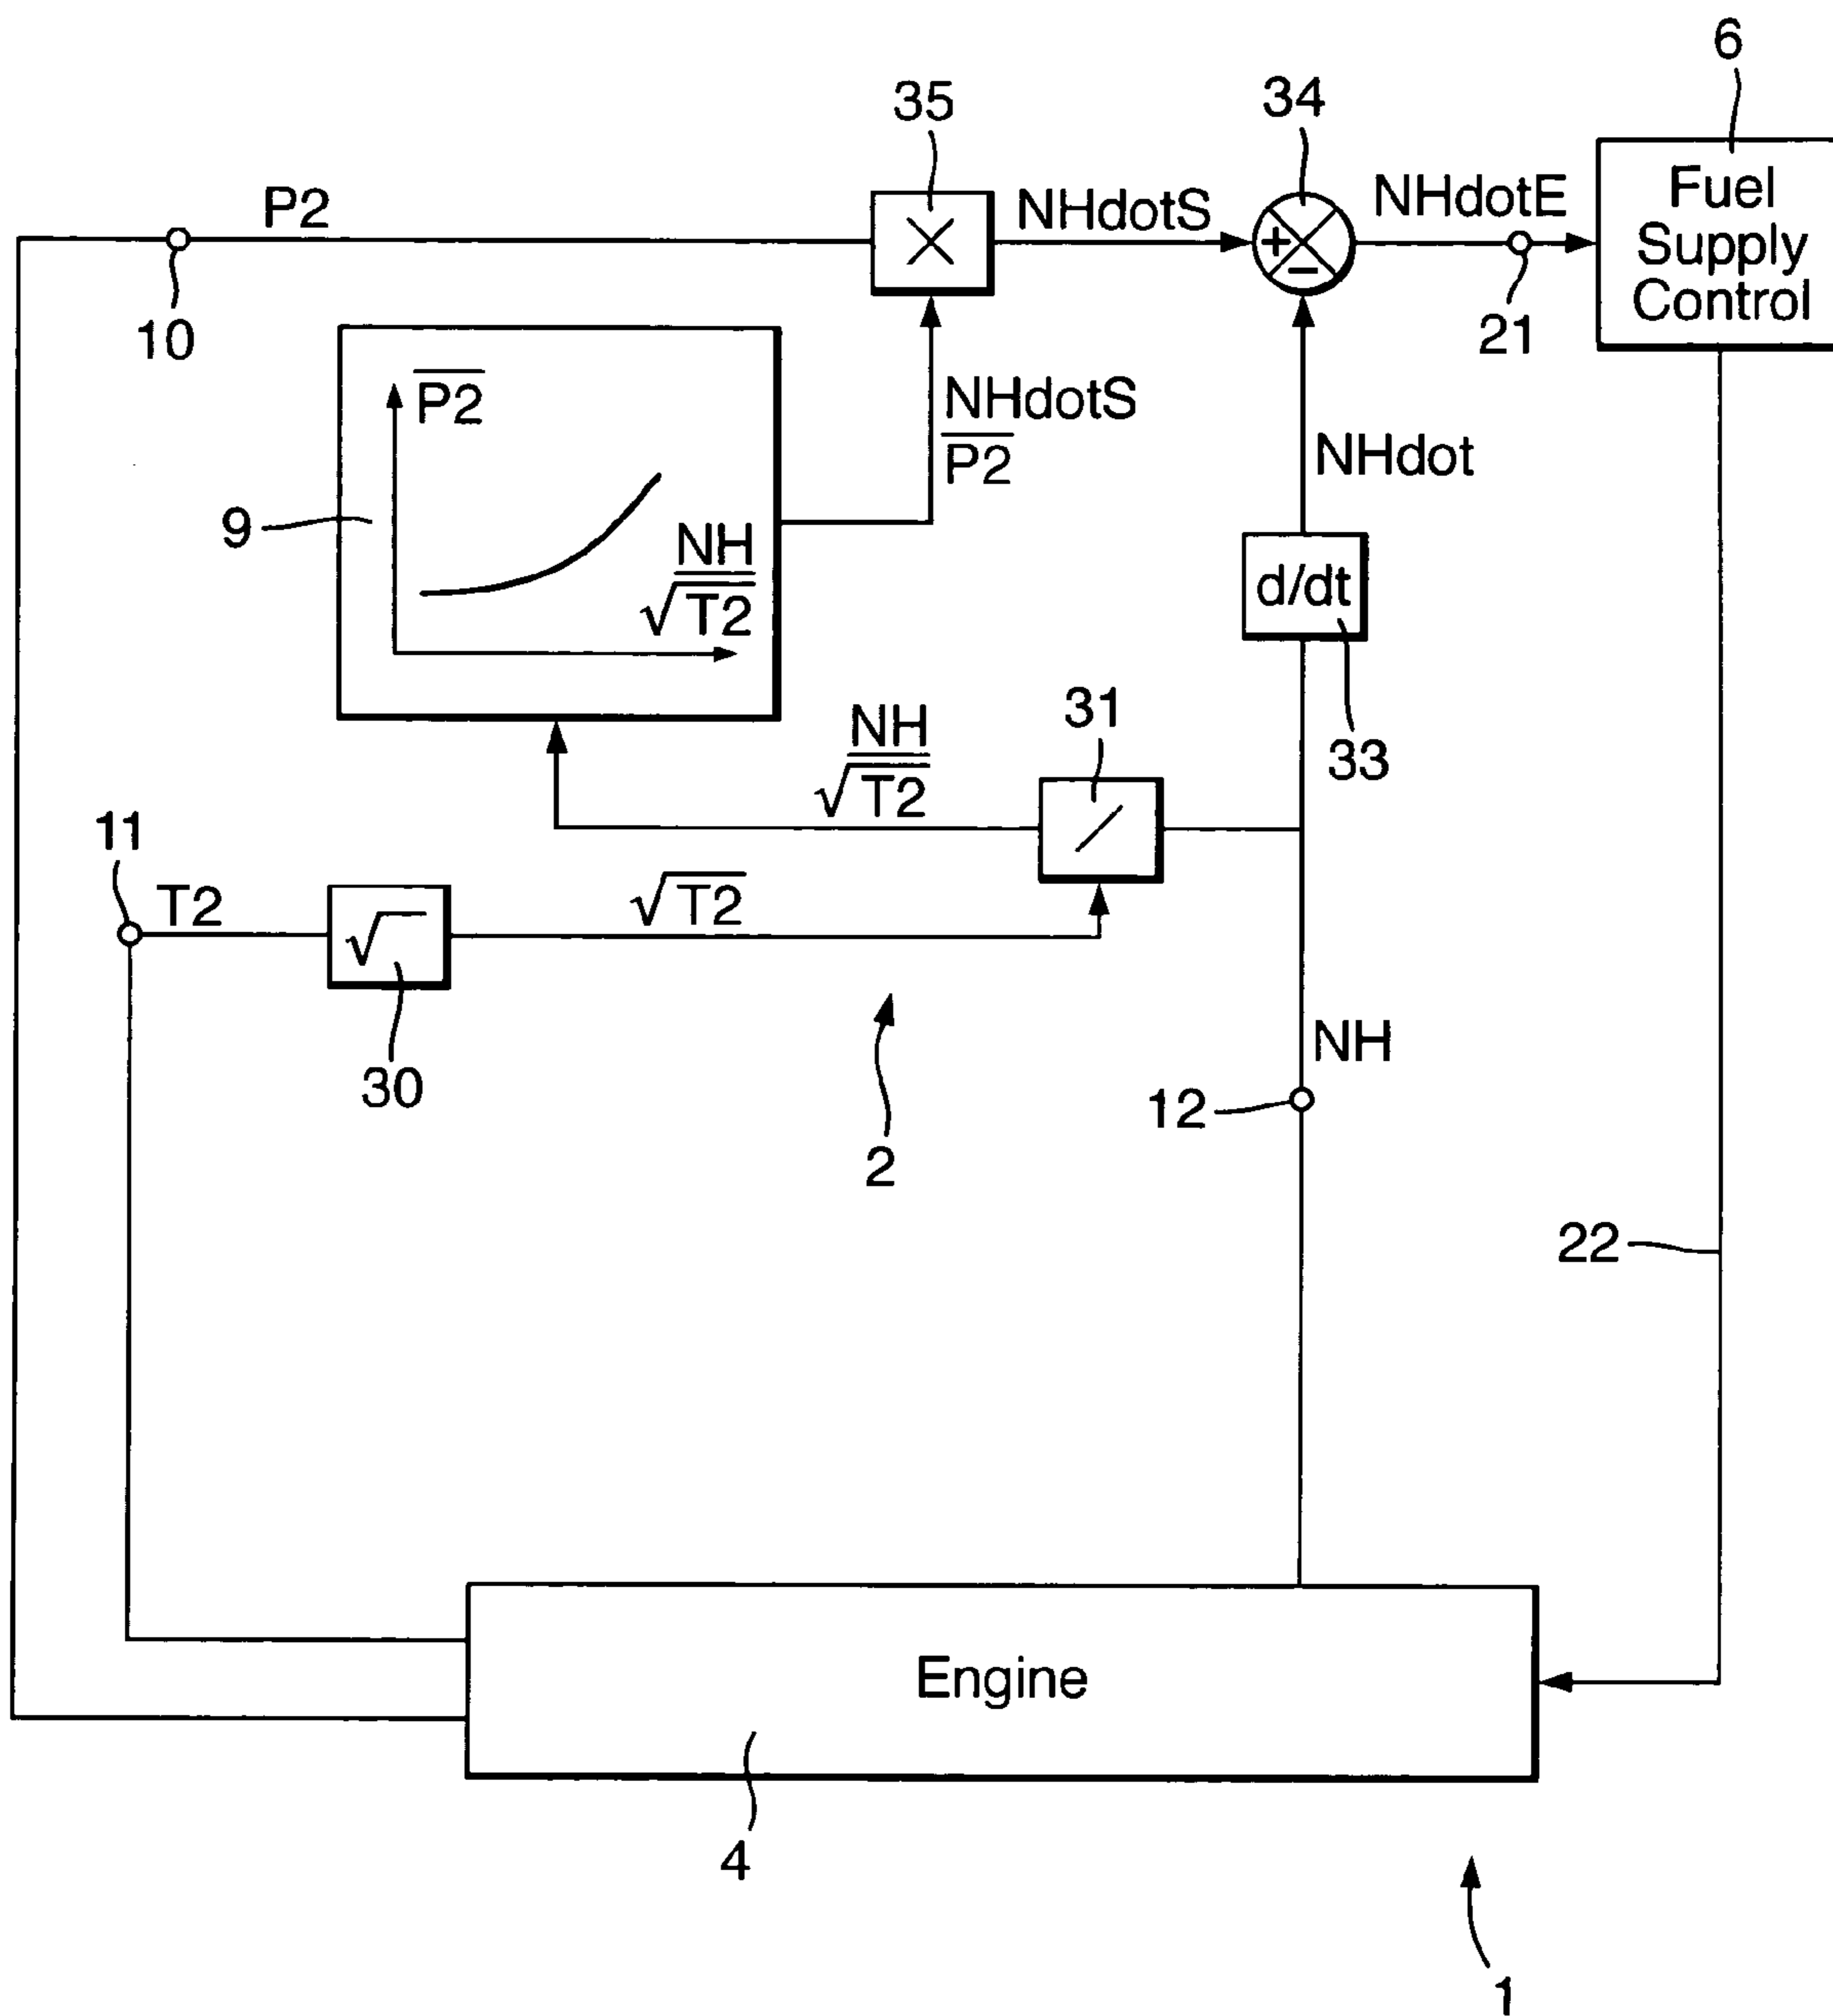 6
35
34
P2
NHdotS
NHdotE
Fuel
Supply
Control
×
+
−
10
21
P2
NHdotS
P2
NHdot
9
NH
√T2
d/dt
33
NH
√T2
31
/
11
T2
√
√T2
30
2
NH
12
22
Engine
4
1